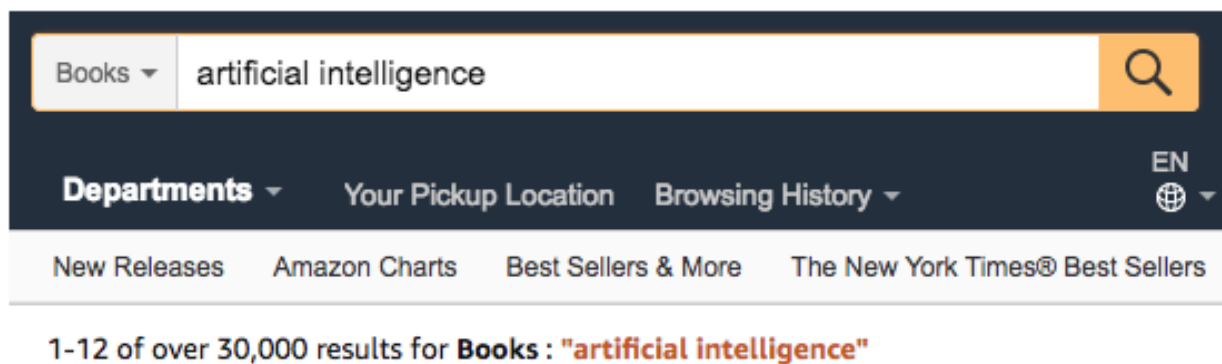 Books artificial intelligence
EN
Departments Your Pickup Location Browsing History
New Releases Amazon Charts Best Sellers & More The New York Times® Best Sellers
1-12 of over 30,000 results for Books : "artificial intelligence"